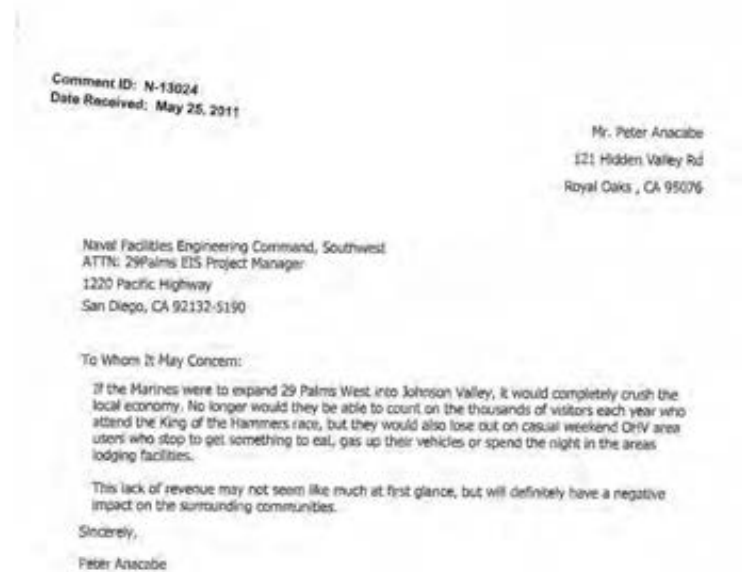 Comment ID: N-13024
Date Received: May 25, 2011
Mr. Peter Anacabe
121 Hidden Valley Rd
Royal Oaks , CA 95076
Naval Facilities Engineering Command, Southwest
ATTN: 29Palms EIS Project Manager
1220 Pacific Highway
San Diego, CA 92132-5190
To Whom It May Concern:
If the Marines were to expand 29 Palms West into Johnson Valley, it would completely crush the
local economy. No longer would they be able to count on the thousands of visitors each year who
attend the King of the Hammers race, but they would also lose out on casual weekend OHV area
users who stop to get something to eat, gas up their vehicles or spend the night in the areas
lodging facilities.
This lack of revenue may not seem like much at first glance, but will definitely have a negative
impact on the surrounding communities.
Sincerely,
Peter Anacabe